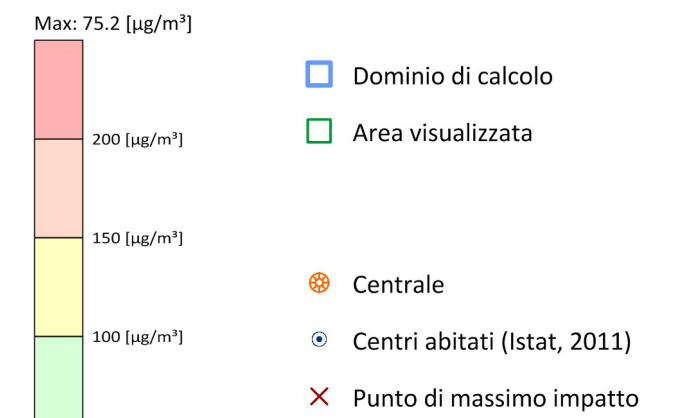 Max: 75.2 [µg/m³]
200 [µg/m³]
150 [µg/m³]
100 [µg/m³]
Dominio di calcolo
Area visualizzata
Centrale
Centri abitati (Istat, 2011)
Punto di massimo impatto